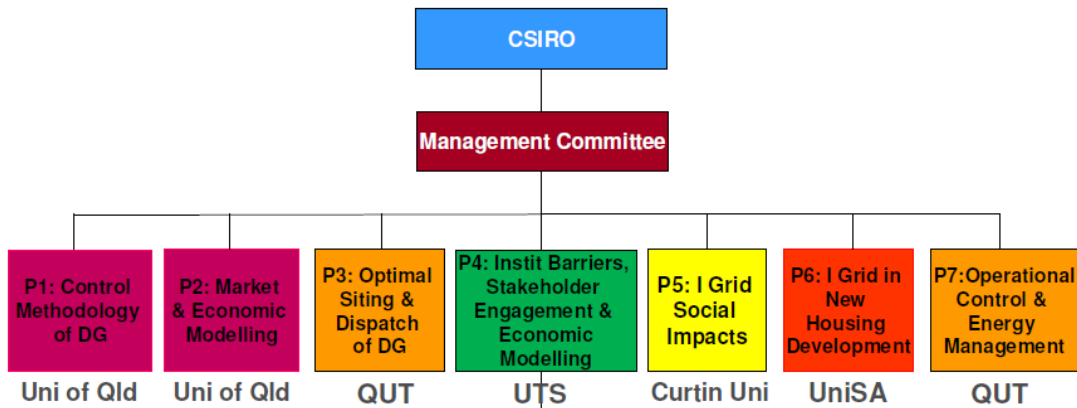 CSIRO
Management Committee
P1: Control
Methodology
of DG
P2: Market
& Economic
Modelling
P3: Optimal
Siting &
Dispatch
of DG
P4: Instit Barriers,
Stakeholder
Engagement &
Economic
Modelling
P5: I Grid
Social
Impacts
P6: I Grid in
New
Housing
Development
P7:Operational
Control &
Energy
Management
Uni of Qld
Uni of Qld
QUT
UTS
Curtin Uni
UniSA
QUT